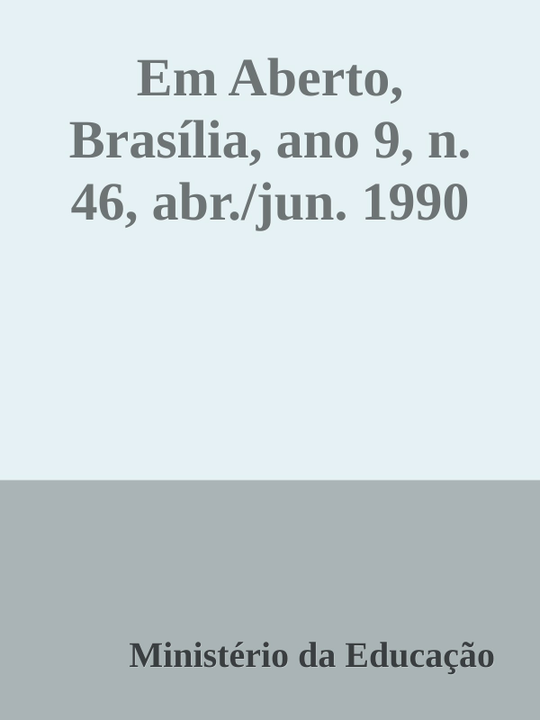 Em Aberto,
Brasília, ano 9, n.
46, abr./jun. 1990
Ministério da Educação